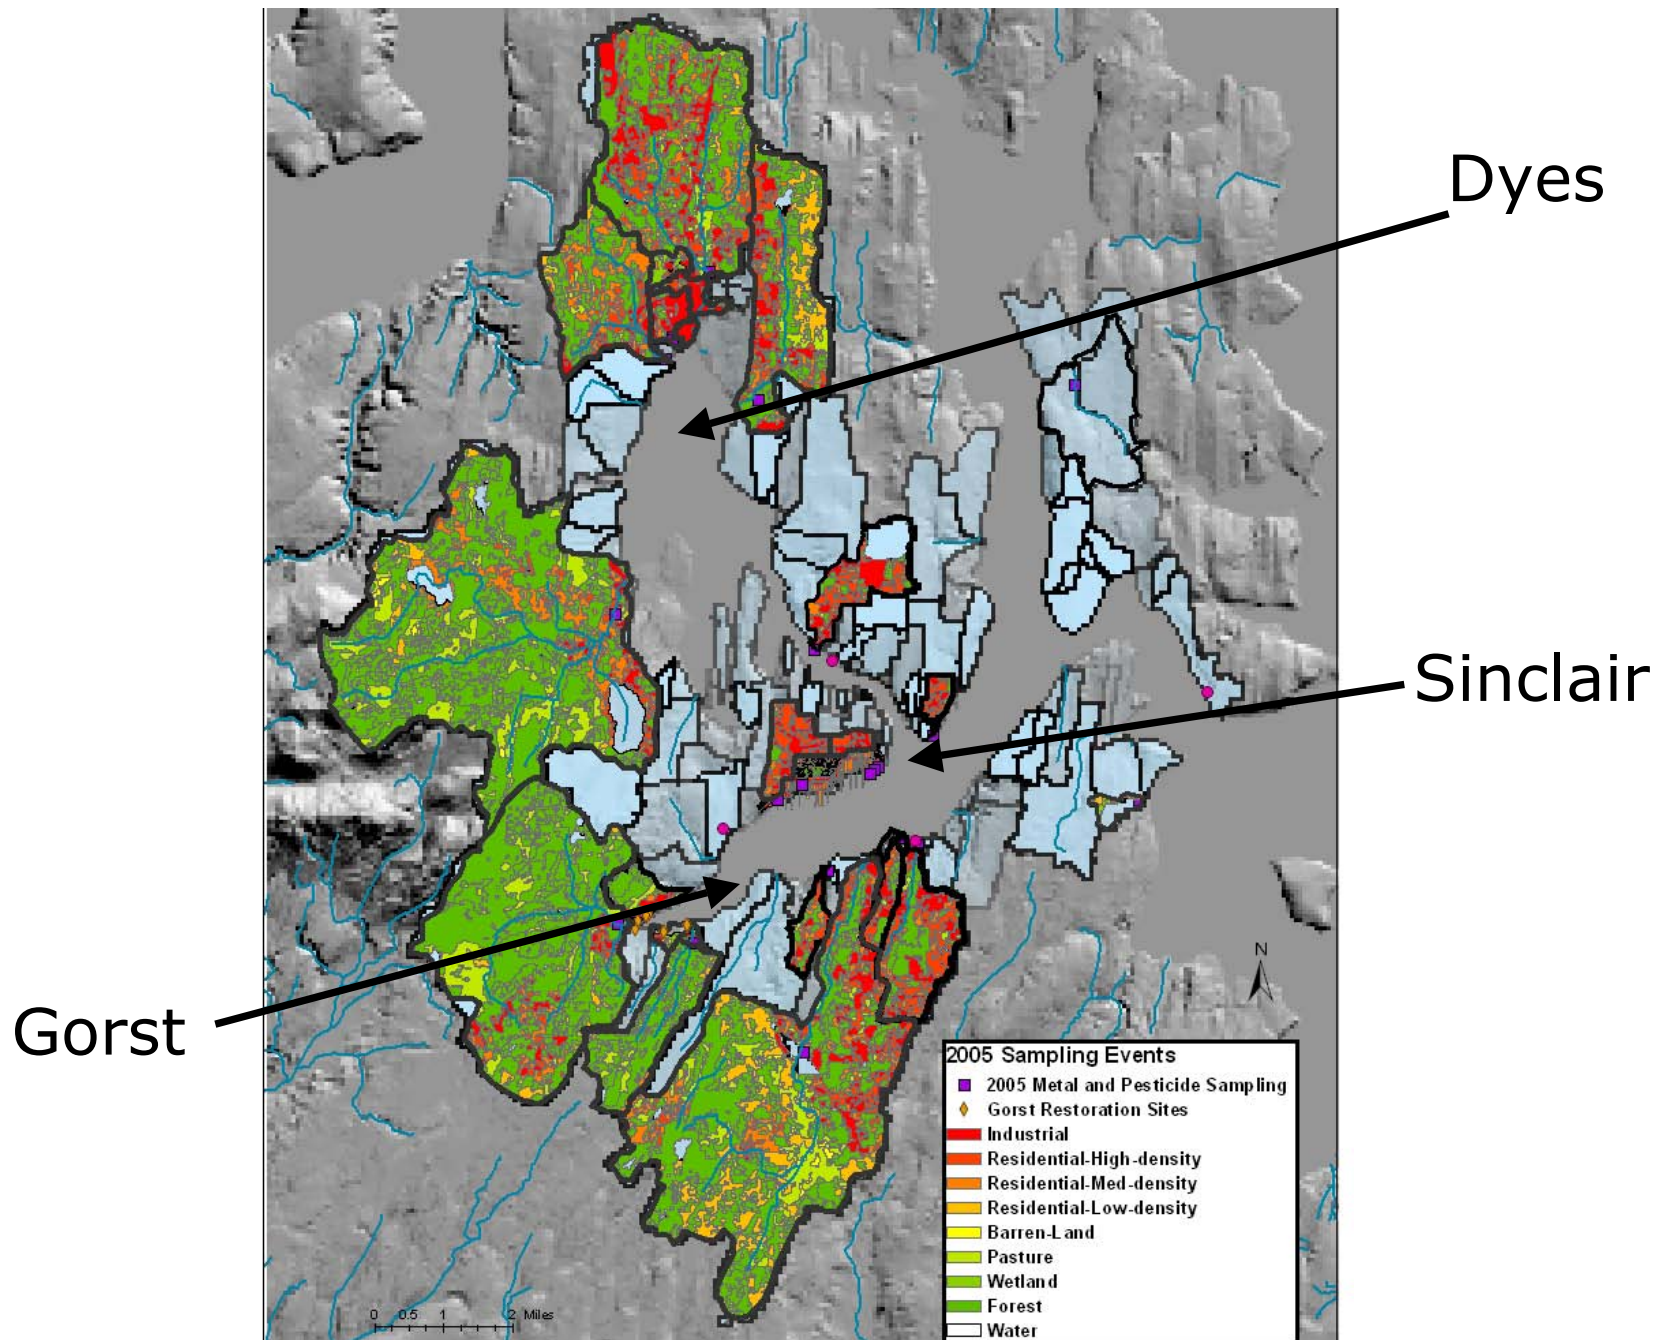 Dyes
Sinclair
Gorst
N
2005 Sampling Events
2005 Metal and Pesticide Sampling
Gorst Restoration Sites
Industrial
Residential-High-density
Residential-Med-density
Residential-Low-density
Barren-Land
Pasture
Wetland
Forest
Water
0 0.5 1 2 Miles